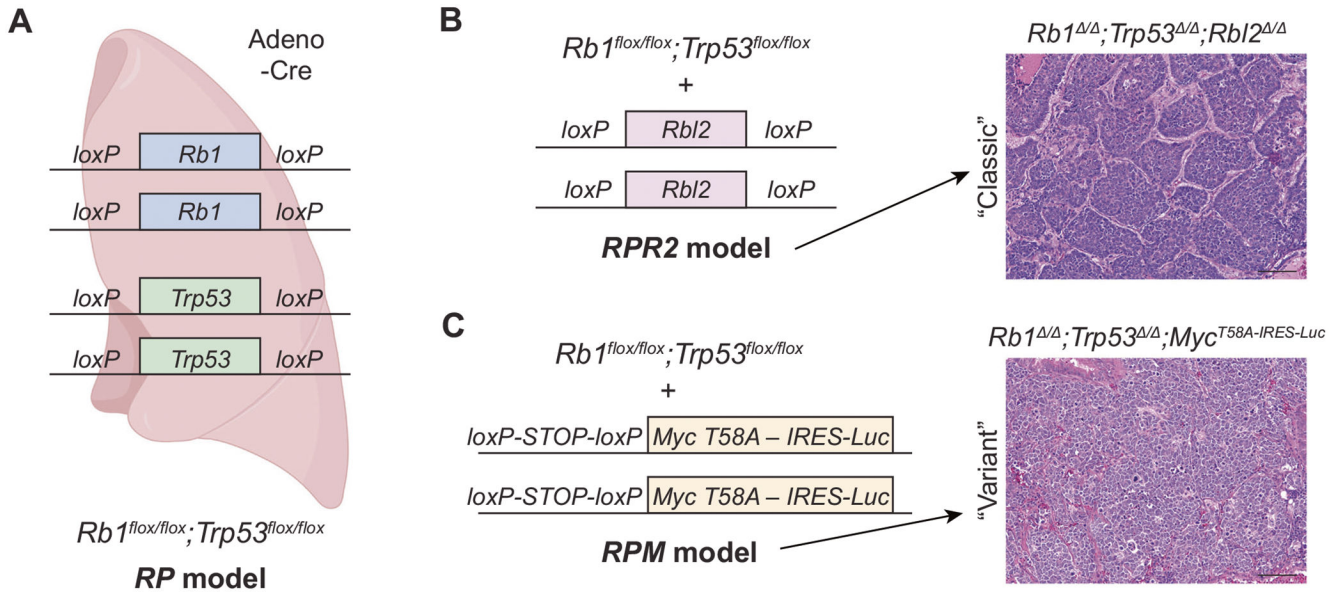 A
Adeno
-Cre
loxP Rb1 loxP
loxP Rb1 loxP
loxP Trp53 loxP
loxP Trp53 loxP
Rb1flox/flox;Trp53flox/flox
RP model
B
Rb1flox/flox;Trp53flox/flox
+
loxP Rbl2 loxP
loxP Rbl2 loxP
RPR2 model
Rb1Δ/Δ;Trp53Δ/Δ;Rbl2Δ/Δ
“Classic”
C
Rb1flox/flox;Trp53flox/flox
+
loxP-STOP-loxP Myc T58A – IRES-Luc
loxP-STOP-loxP Myc T58A – IRES-Luc
RPM model
Rb1Δ/Δ;Trp53Δ/Δ;MycT58A-IRES-Luc
“Variant”